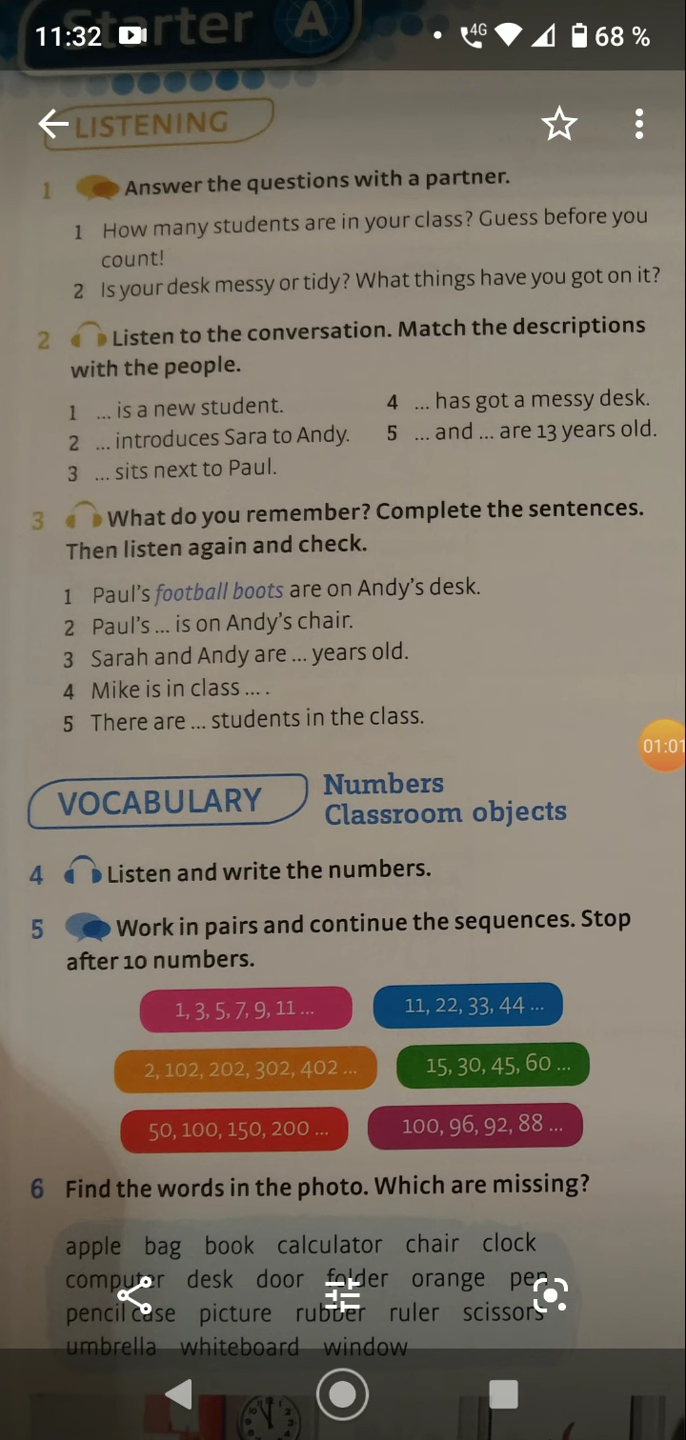 11:32 4G 68 %
Starter A
LISTENING
1 Answer the questions with a partner.
1 How many students are in your class? Guess before you
count!
2 Is your desk messy or tidy? What things have you got on it?
2 Listen to the conversation. Match the descriptions
with the people.
1 ... is a new student.
2 ... introduces Sara to Andy.
3 ... sits next to Paul.
4 ... has got a messy desk.
5 ... and ... are 13 years old.
3 What do you remember? Complete the sentences.
Then listen again and check.
1 Paul's football boots are on Andy's desk.
2 Paul's ... is on Andy's chair.
3 Sarah and Andy are ... years old.
4 Mike is in class ... .
5 There are ... students in the class.
01:01
VOCABULARY
Numbers
Classroom objects
4 Listen and write the numbers.
5 Work in pairs and continue the sequences. Stop
after 10 numbers.
1, 3, 5, 7, 9, 11 ...
11, 22, 33, 44 ...
2, 102, 202, 302, 402 ...
15, 30, 45, 60 ...
50, 100, 150, 200 ...
100, 96, 92, 88 ...
6 Find the words in the photo. Which are missing?
apple bag book calculator chair clock
computer desk door folder orange pen
pencil case picture rubber ruler scissors
umbrella whiteboard window